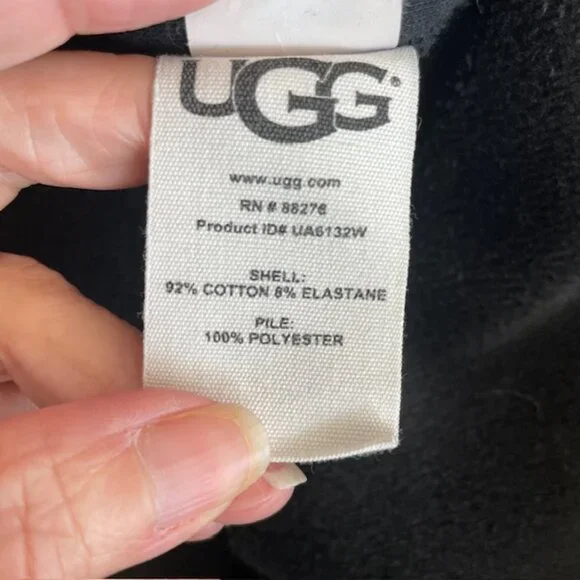 UGG®
www.ugg.com
RN # 88276
Product ID# UA6132W
SHELL:
92% COTTON 8% ELASTANE
PILE:
100% POLYESTER